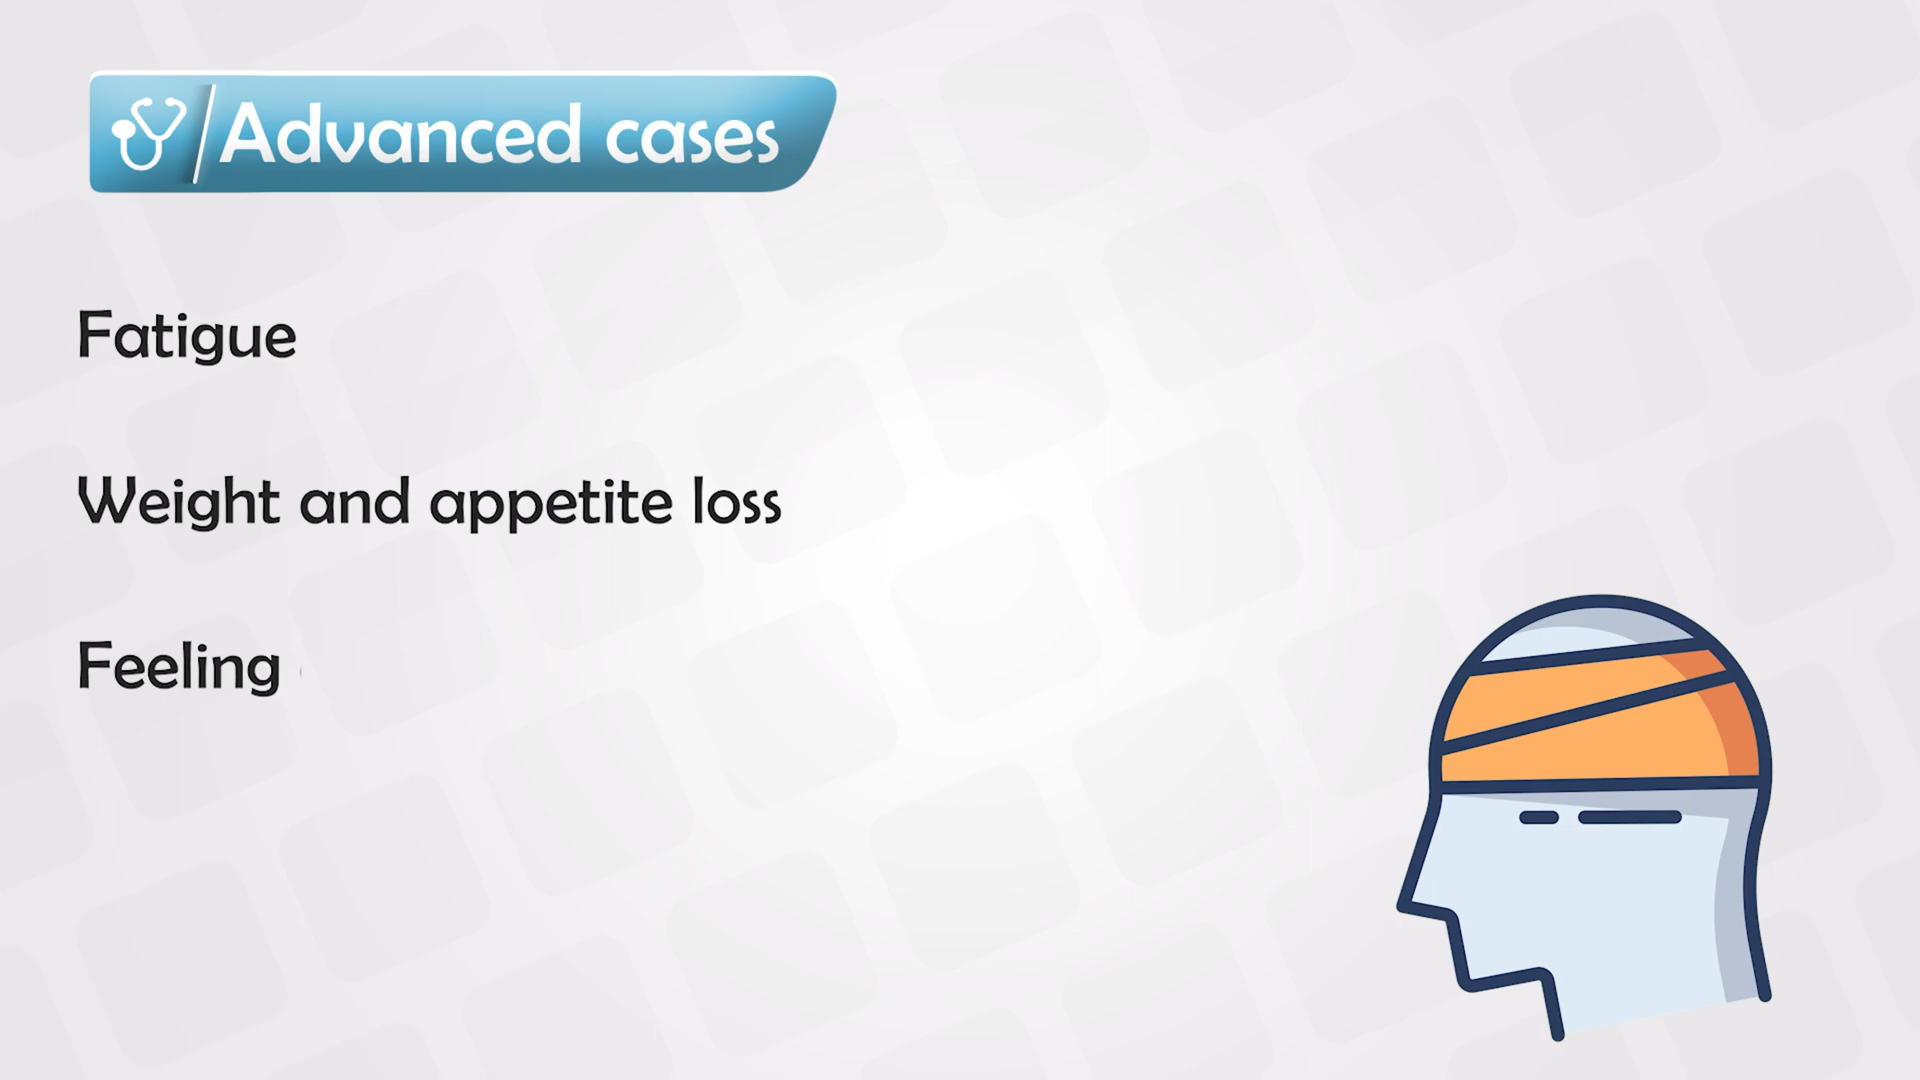 Advanced cases
Fatigue
Weight and appetite loss
Feeling